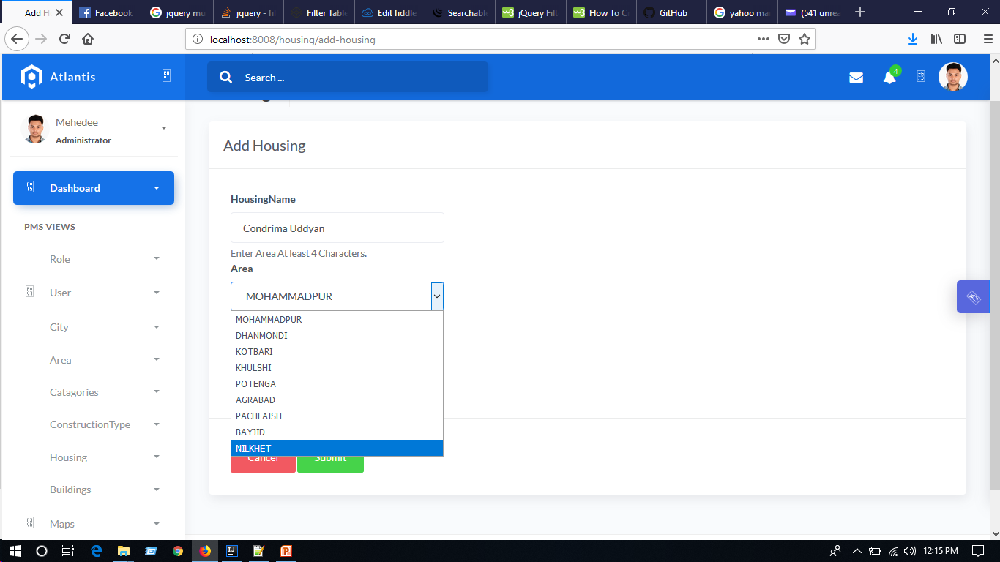 Add H
Facebook
jquery mu
jquery - fil
Filter Table
Edit fiddle
Searchable
jQuery Filt
How To C
GitHub
yahoo mai
(541 unrea
localhost:8008/housing/add-housing
Atlantis
Search ...
4
Mehedee
Administrator
Dashboard
PMS VIEWS
Role
User
City
Area
Catagories
ConstructionType
Housing
Buildings
Maps
Add Housing
HousingName
Condrima Uddyan
Enter Area At least 4 Characters.
Area
MOHAMMADPUR
MOHAMMADPUR
DHANMONDI
KOTBARI
KHULSHI
POTENGA
AGRABAD
PACHLAISH
BAYJID
NILKHET
Cancel Submit
12:15 PM